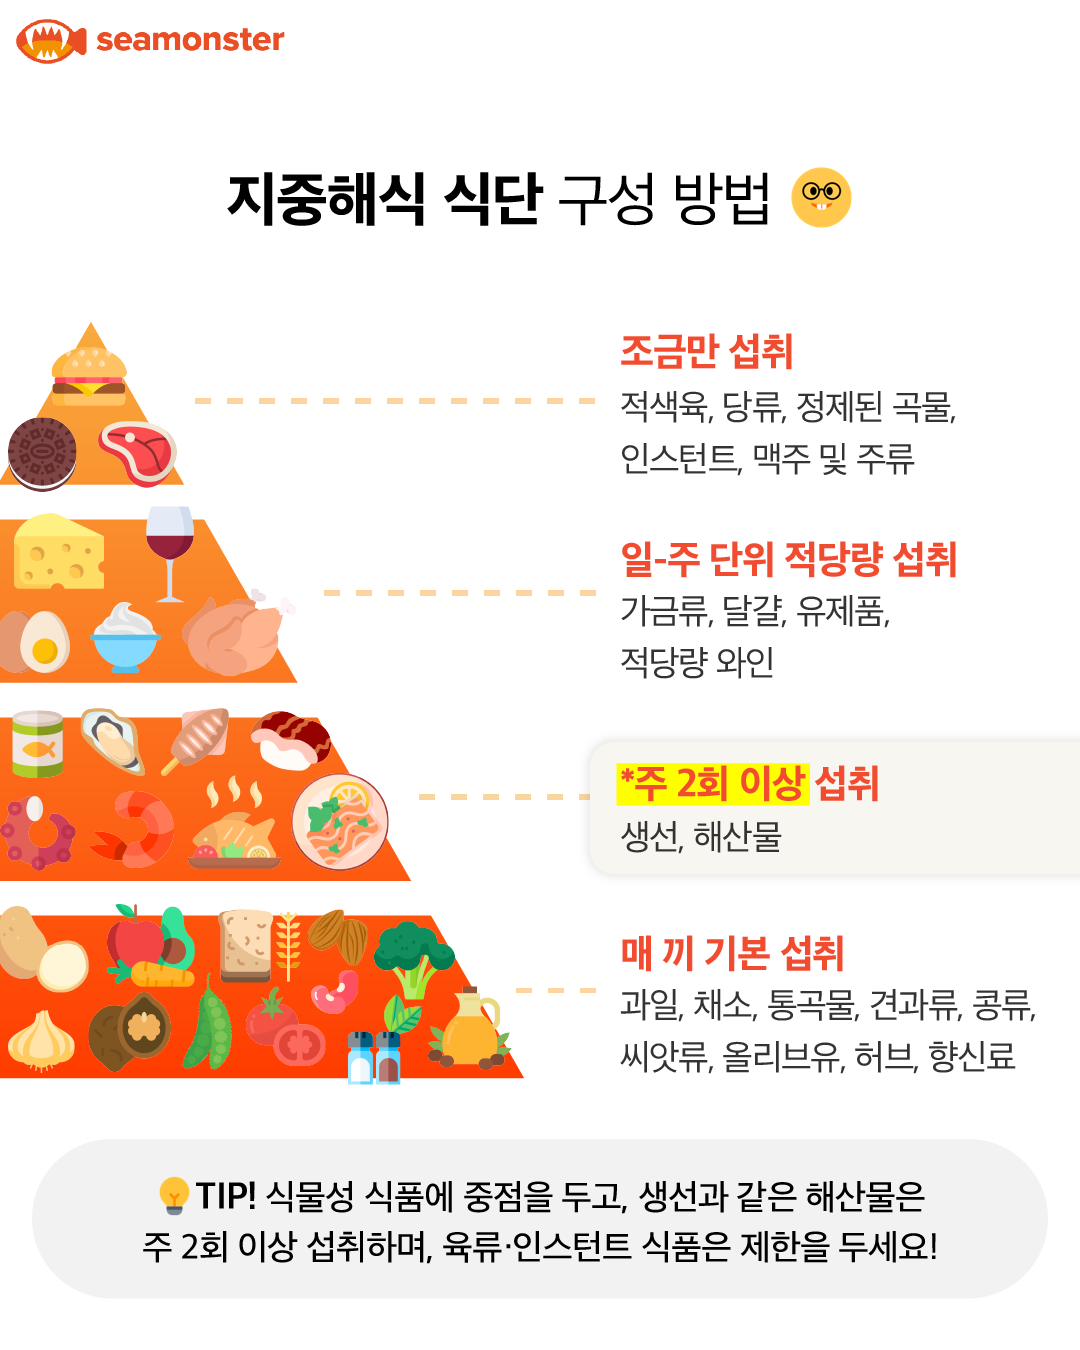 seamonster
지중해식 식단 구성 방법
조금만 섭취
적색육, 당류, 정제된 곡물,
인스턴트, 맥주 및 주류
일-주 단위 적당량 섭취
가금류, 달걀, 유제품,
적당량 와인
*주 2회 이상 섭취
생선, 해산물
매 끼 기본 섭취
과일, 채소, 통곡물, 견과류, 콩류,
씨앗류, 올리브유, 허브, 향신료
TIP! 식물성 식품에 중점을 두고, 생선과 같은 해산물은
주 2회 이상 섭취하며, 육류·인스턴트 식품은 제한을 두세요!